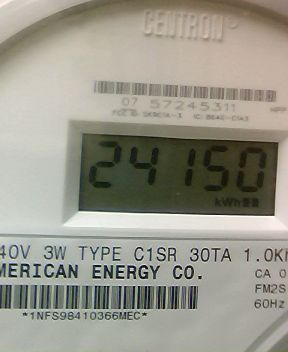 CENTRON
07 57245311
24150
kWh
40V 3W TYPE C1SR 30TA 1.0Kh
MERICAN ENERGY CO.
CA 0
FM2S
60Hz
*1NFS98410366MEC*